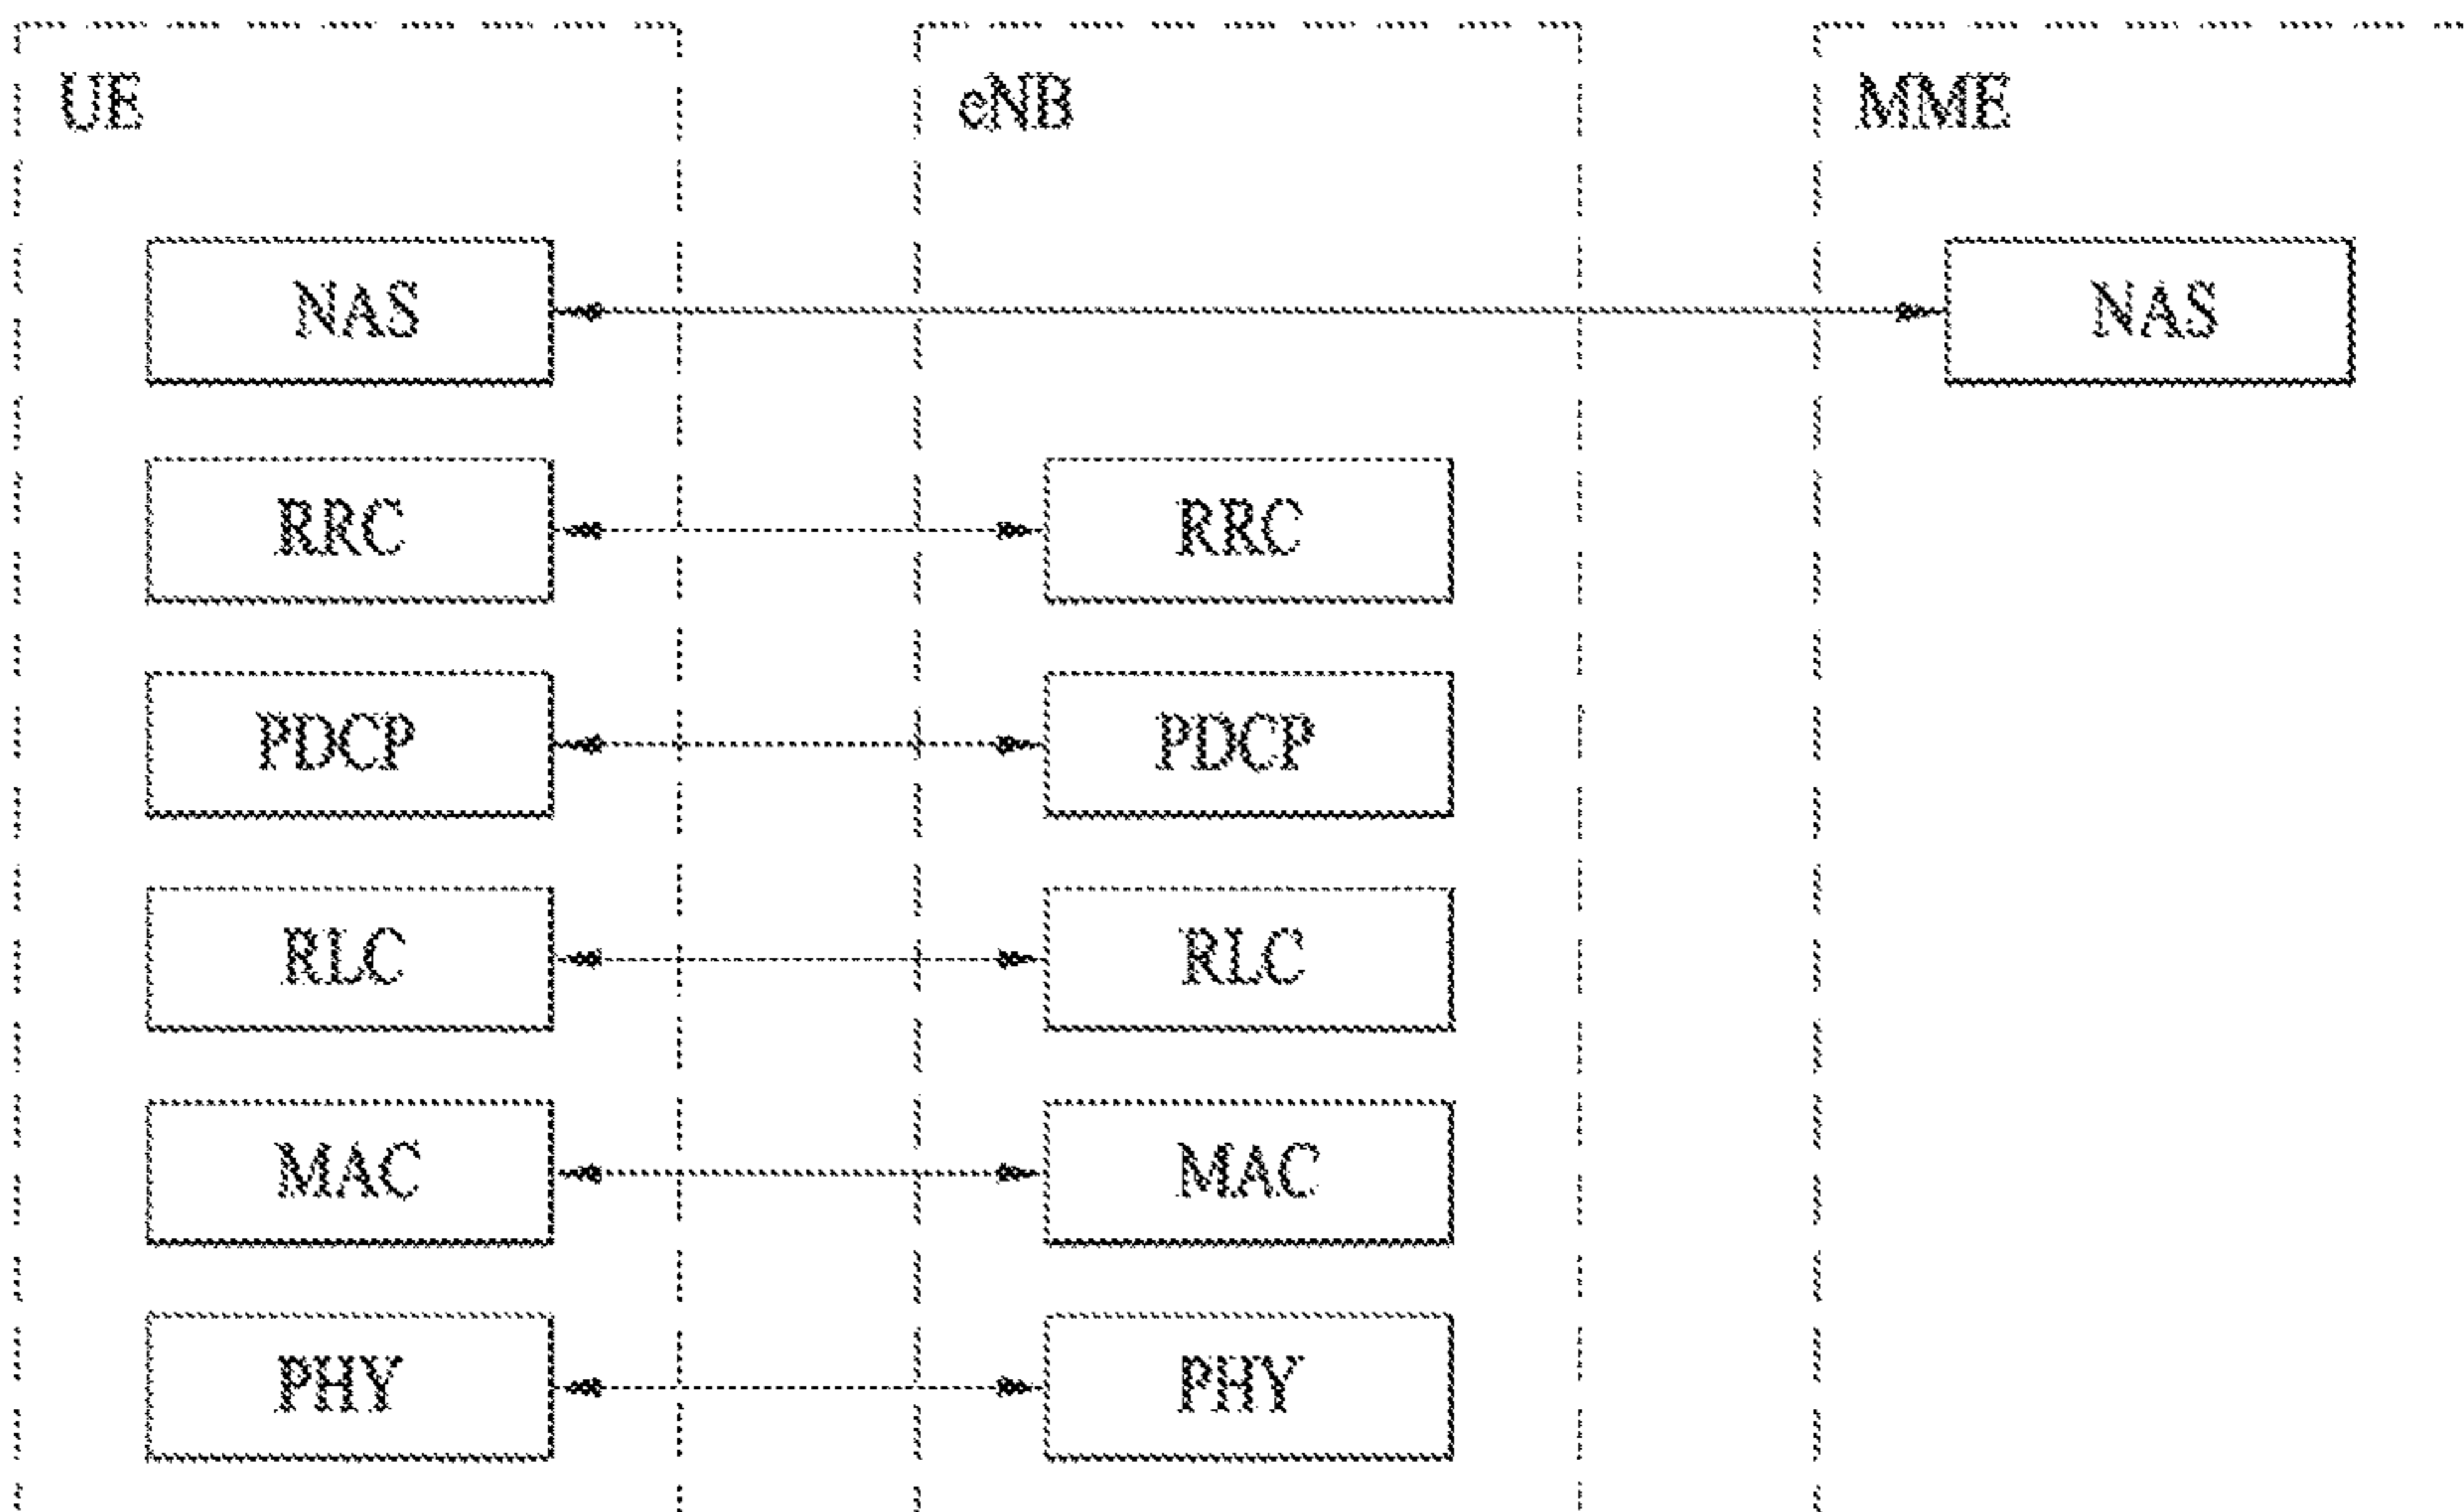 UE eNB MME
NAS NAS
RRC RRC
PDCP PDCP
RLC RLC
MAC MAC
PHY PHY